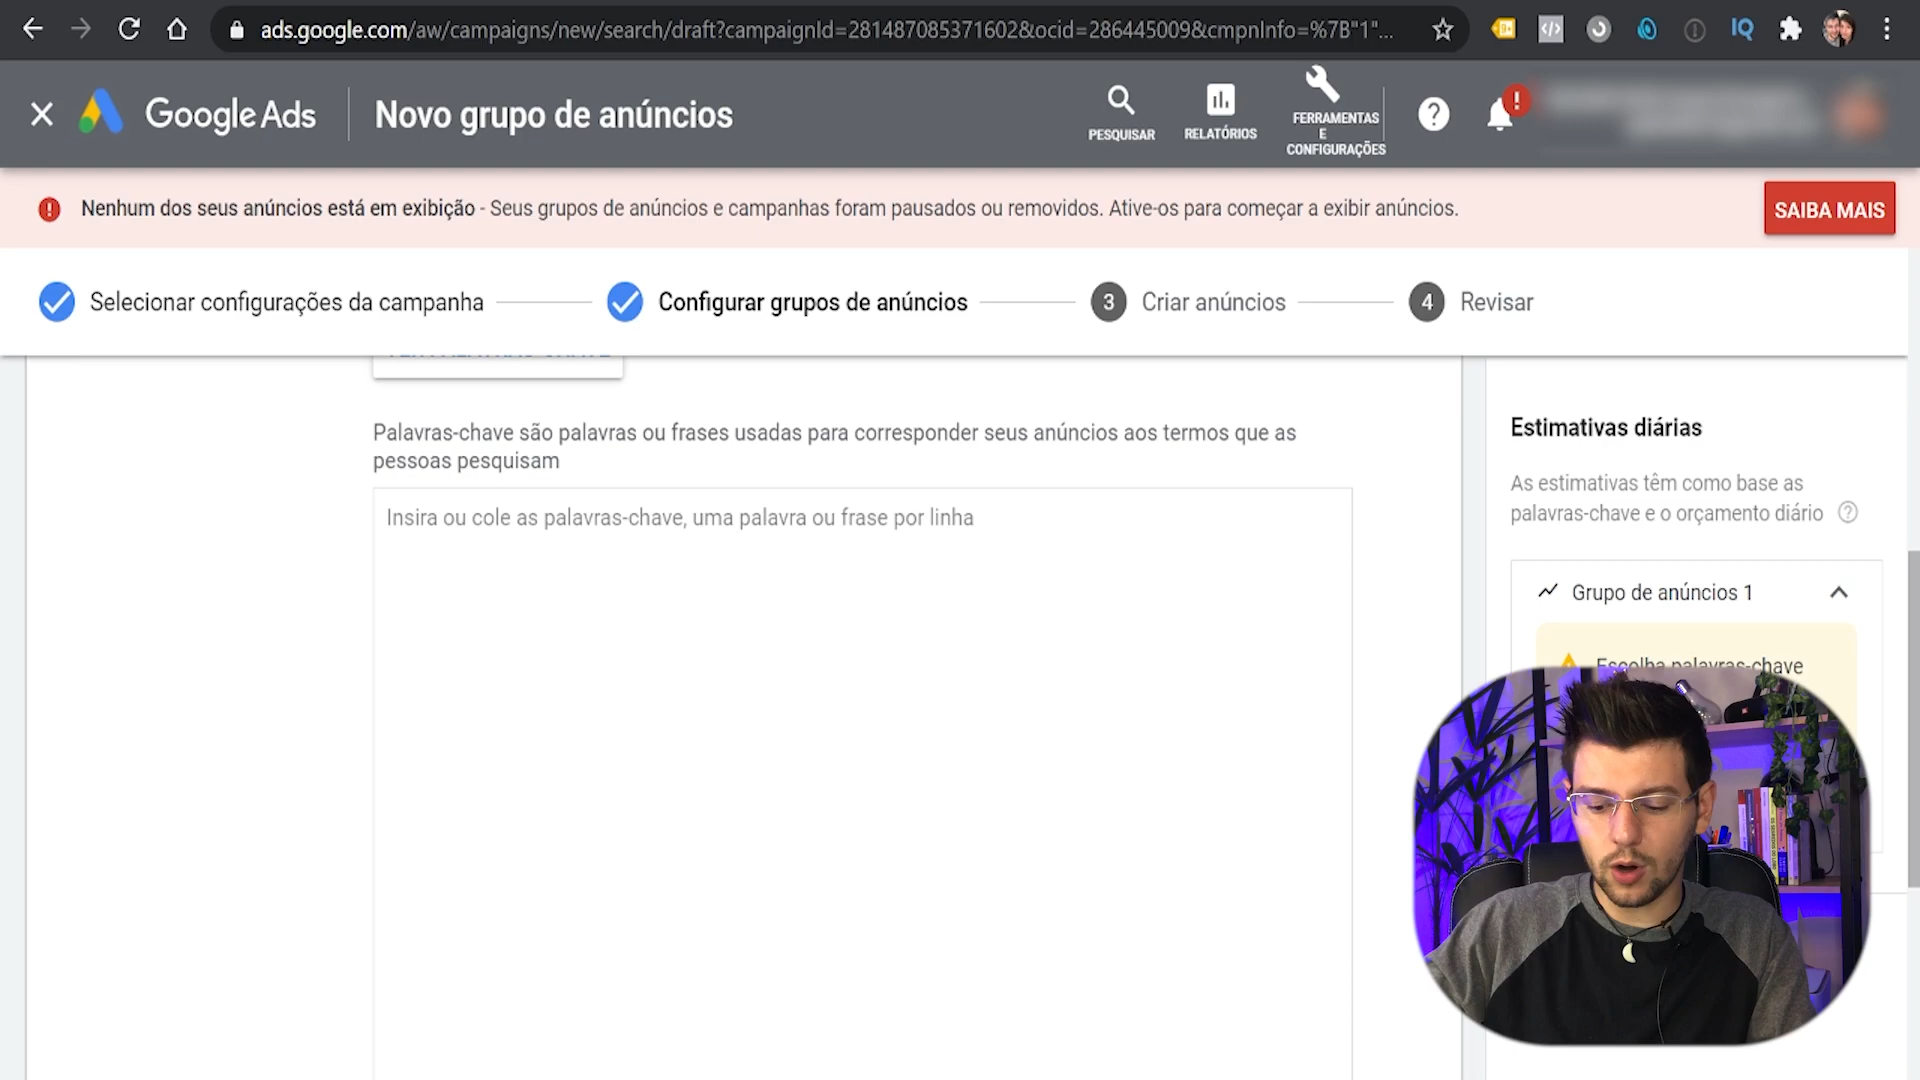 ads.google.com/aw/campaigns/new/search/draft?campaignId=281487085371602&ocid=286445009&cmpnInfo=%7B"1"...
IQ
Google Ads
Novo grupo de anúncios
PESQUISAR
RELATÓRIOS
FERRAMENTAS
E
CONFIGURAÇÕES
Nenhum dos seus anúncios está em exibição - Seus grupos de anúncios e campanhas foram pausados ou removidos. Ative-os para começar a exibir anúncios.
SAIBA MAIS
Selecionar configurações da campanha
Configurar grupos de anúncios
3 Criar anúncios
4 Revisar
Palavras-chave são palavras ou frases usadas para corresponder seus anúncios aos termos que as
pessoas pesquisam
Insira ou cole as palavras-chave, uma palavra ou frase por linha
Estimativas diárias
As estimativas têm como base as
palavras-chave e o orçamento diário
Grupo de anúncios 1
Escolha palavras-chave